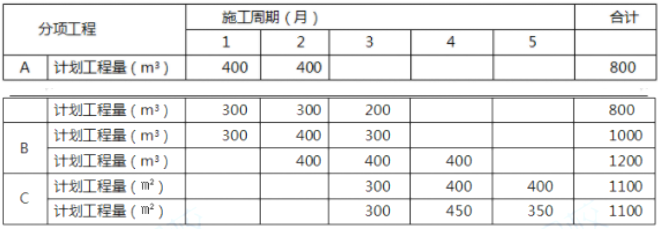 分项工程 施工周期（月） 合计
1 2 3 4 5
A 计划工程量（m³） 400 400 800
计划工程量（m³） 300 300 200 800
B 计划工程量（m³） 300 400 300 1000
计划工程量（m³） 400 400 400 1200
C 计划工程量（㎡） 300 400 400 1100
计划工程量（㎡） 300 450 350 1100